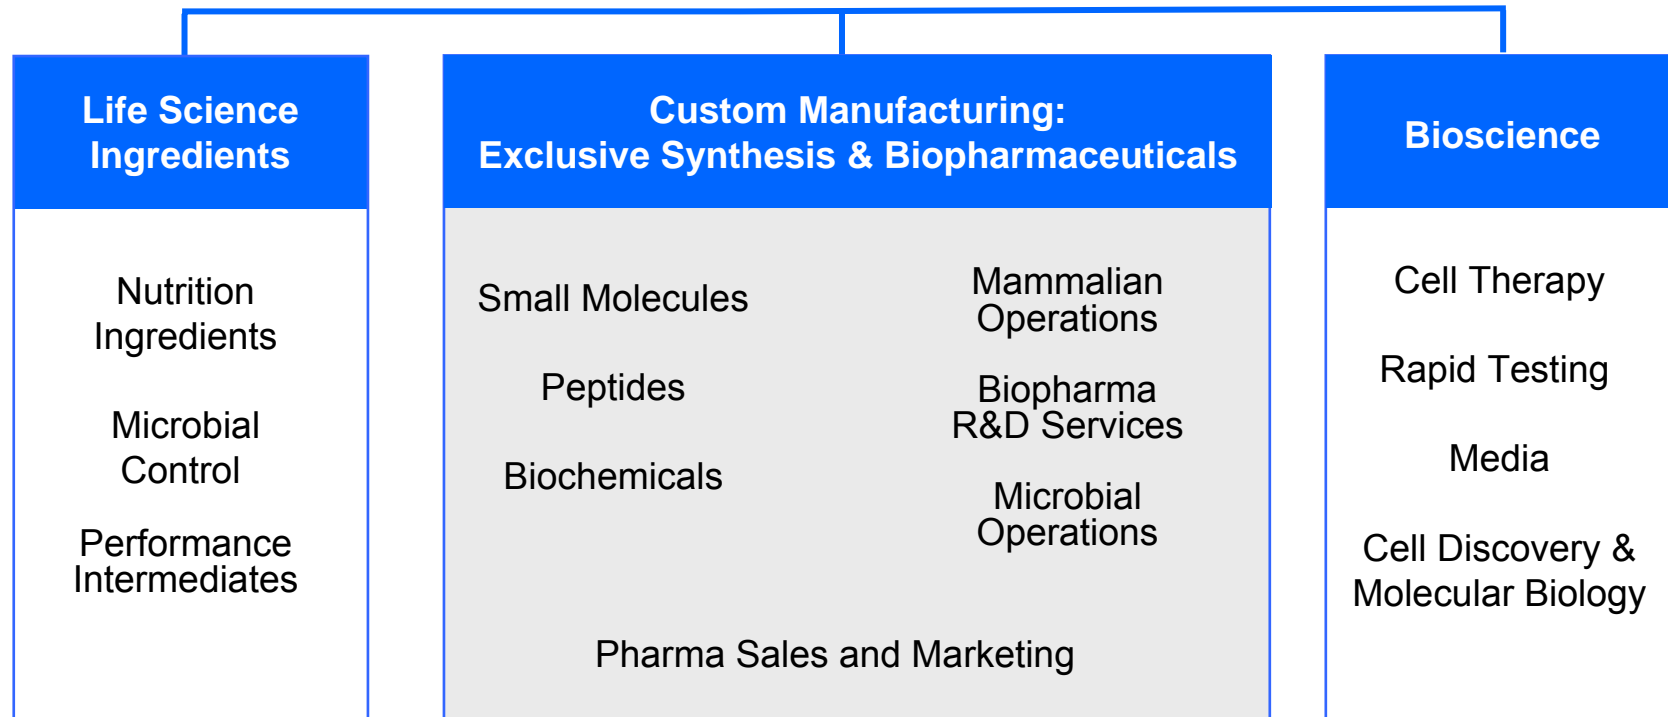 Life Science
Ingredients
Nutrition
Ingredients
Microbial
Control
Performance
Intermediates
Custom Manufacturing:
Exclusive Synthesis & Biopharmaceuticals
Small Molecules
Peptides
Biochemicals
Mammalian
Operations
Biopharma
R&D Services
Microbial
Operations
Pharma Sales and Marketing
Bioscience
Cell Therapy
Rapid Testing
Media
Cell Discovery &
Molecular Biology